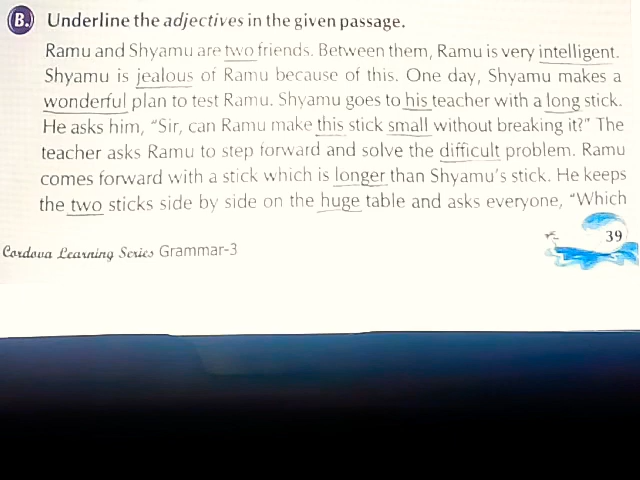 B. Underline the adjectives in the given passage.
Ramu and Shyamu are two friends. Between them, Ramu is very intelligent.
Shyamu is jealous of Ramu because of this. One day, Shyamu makes a
wonderful plan to test Ramu. Shyamu goes to his teacher with a long stick.
He asks him, “Sir, can Ramu make this stick small without breaking it?” The
teacher asks Ramu to step forward and solve the difficult problem. Ramu
comes forward with a stick which is longer than Shyamu's stick. He keeps
the two sticks side by side on the huge table and asks everyone, “Which
39
Cordova Learning Series Grammar-3